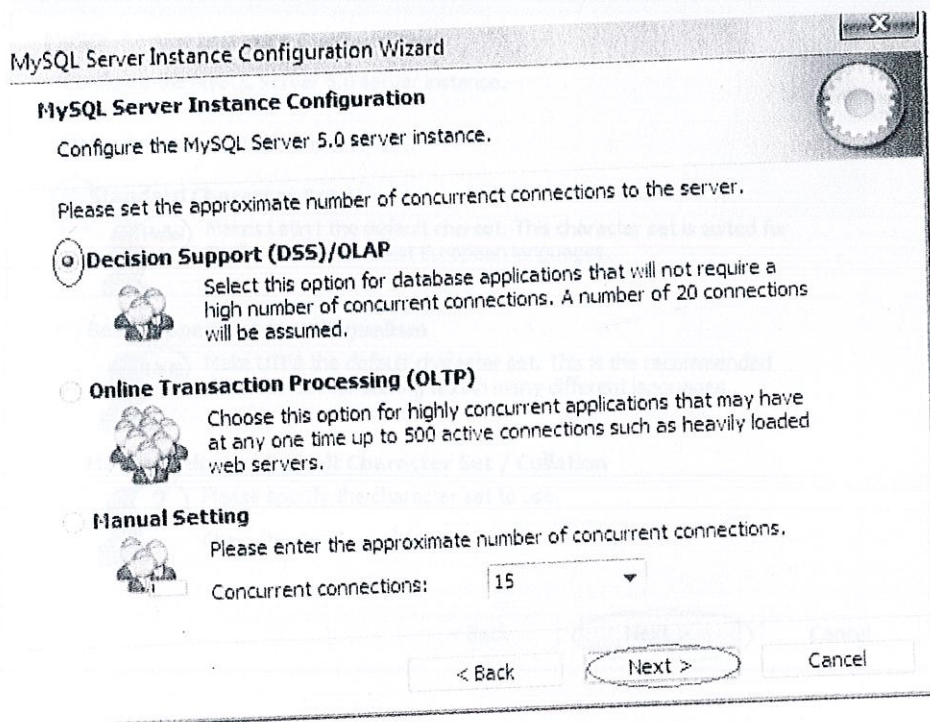 MySQL Server Instance Configuration Wizard
MySQL Server Instance Configuration
Configure the MySQL Server 5.0 server instance.
Please set the approximate number of concurrenct connections to the server.
Decision Support (DSS)/OLAP
Select this option for database applications that will not require a
high number of concurrent connections. A number of 20 connections
will be assumed.
Online Transaction Processing (OLTP)
Choose this option for highly concurrent applications that may have
at any one time up to 500 active connections such as heavily loaded
web servers.
Manual Setting
Please enter the approximate number of concurrent connections.
Concurrent connections:
15
< Back
Next >
Cancel